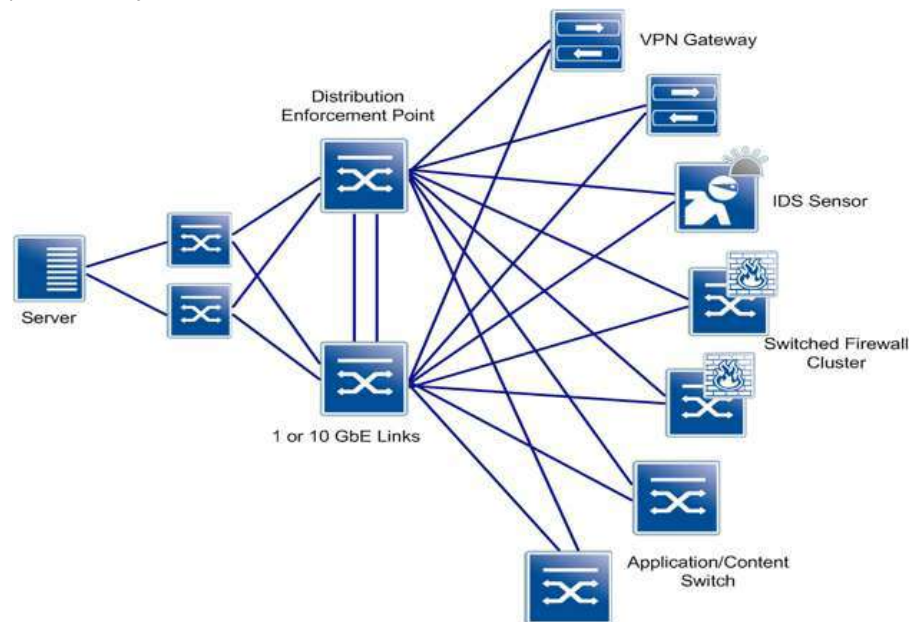 VPN Gateway
Distribution
Enforcement Point
IDS Sensor
Server
Switched Firewall
Cluster
1 or 10 GbE Links
Application/Content
Switch